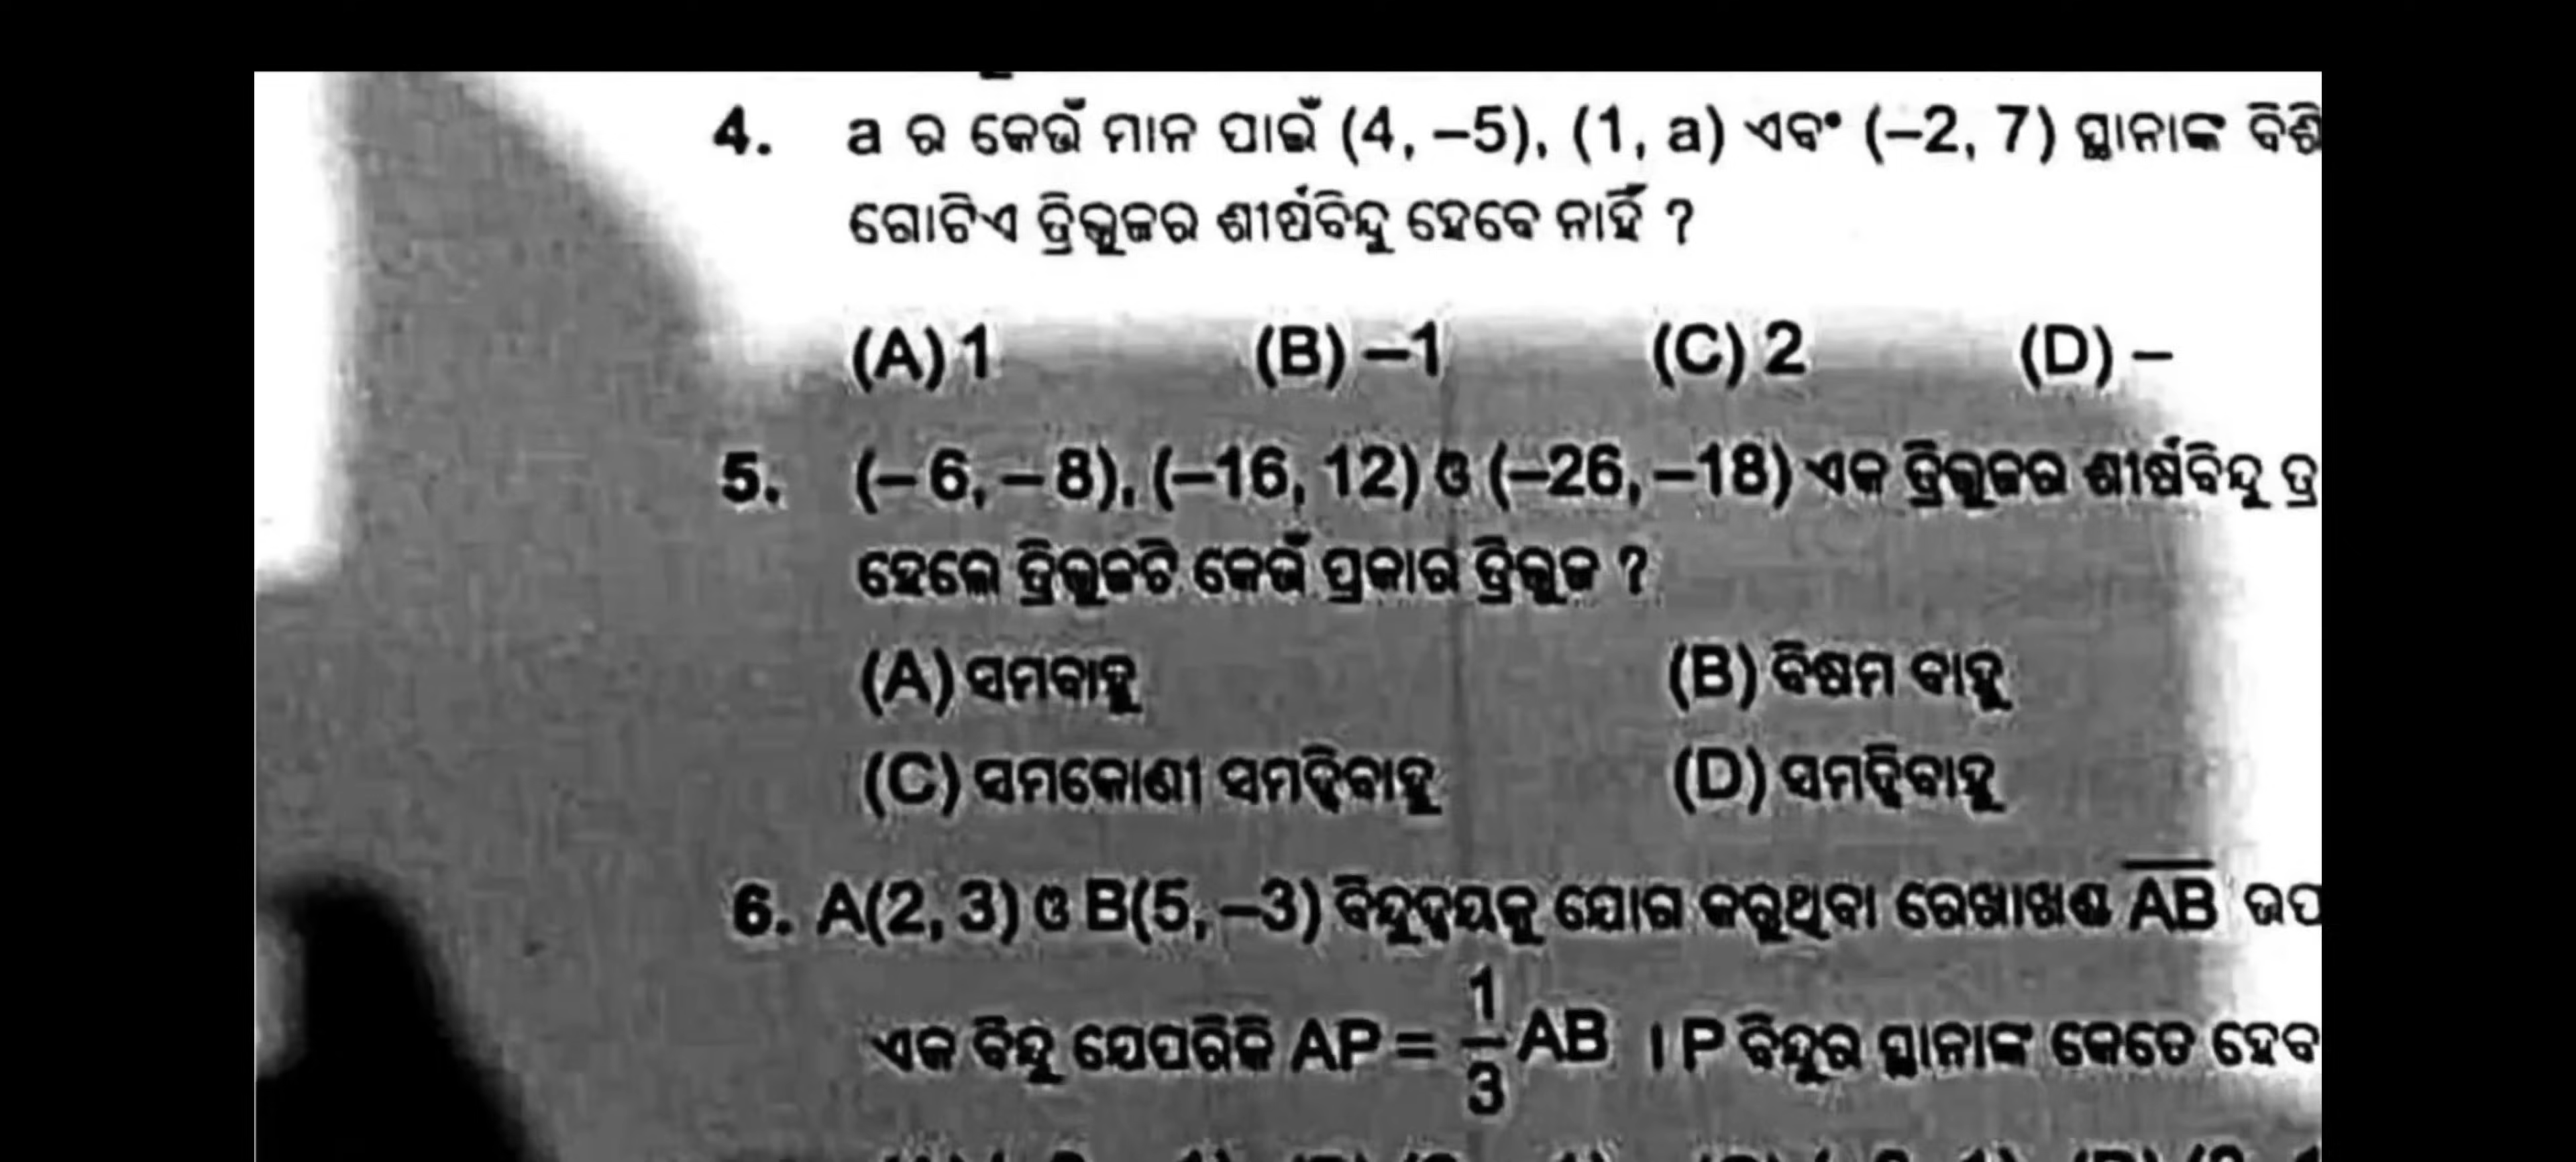 4. a ର କେଉଁ ମାନ ପାଇଁ (4, –5), (1, a) ଏବଂ (–2, 7) ସ୍ଥାନାଙ୍କ
ଗୋଟିଏ ତ୍ରିଭୁଜର ଶୀର୍ଷବିନ୍ଦୁ ହେବେ ନାହିଁ ?
(A) 1 (B) –1 (C) 2 (D) –
5. (– 6, – 8), (–16, 12) ଓ (–26, –18) ଏକ ତ୍ରିଭୁଜର ଶୀର୍ଷବିନ୍ଦୁ
ହେଲେ ତ୍ରିଭୁଜଟି କେଉଁ ପ୍ରକାର ତ୍ରିଭୁଜ ?
(A) ସମବାହୁ (B) ବିଷମ ବାହୁ
(C) ସମକୋଣୀ ସମଦ୍ବିବାହୁ (D) ସମଦ୍ବିବାହୁ
6. A(2, 3) ଓ B(5, –3) ବିନ୍ଦୁଦ୍ବୟକୁ ଯୋଗ କରୁଥିବା ରେଖାଖଣ୍ଡ AB
ଏକ ବିନ୍ଦୁ ଯେପରିକି AP = 1/3 AB । P ବିନ୍ଦୁର ସ୍ଥାନାଙ୍କ କେତେ ହେବ